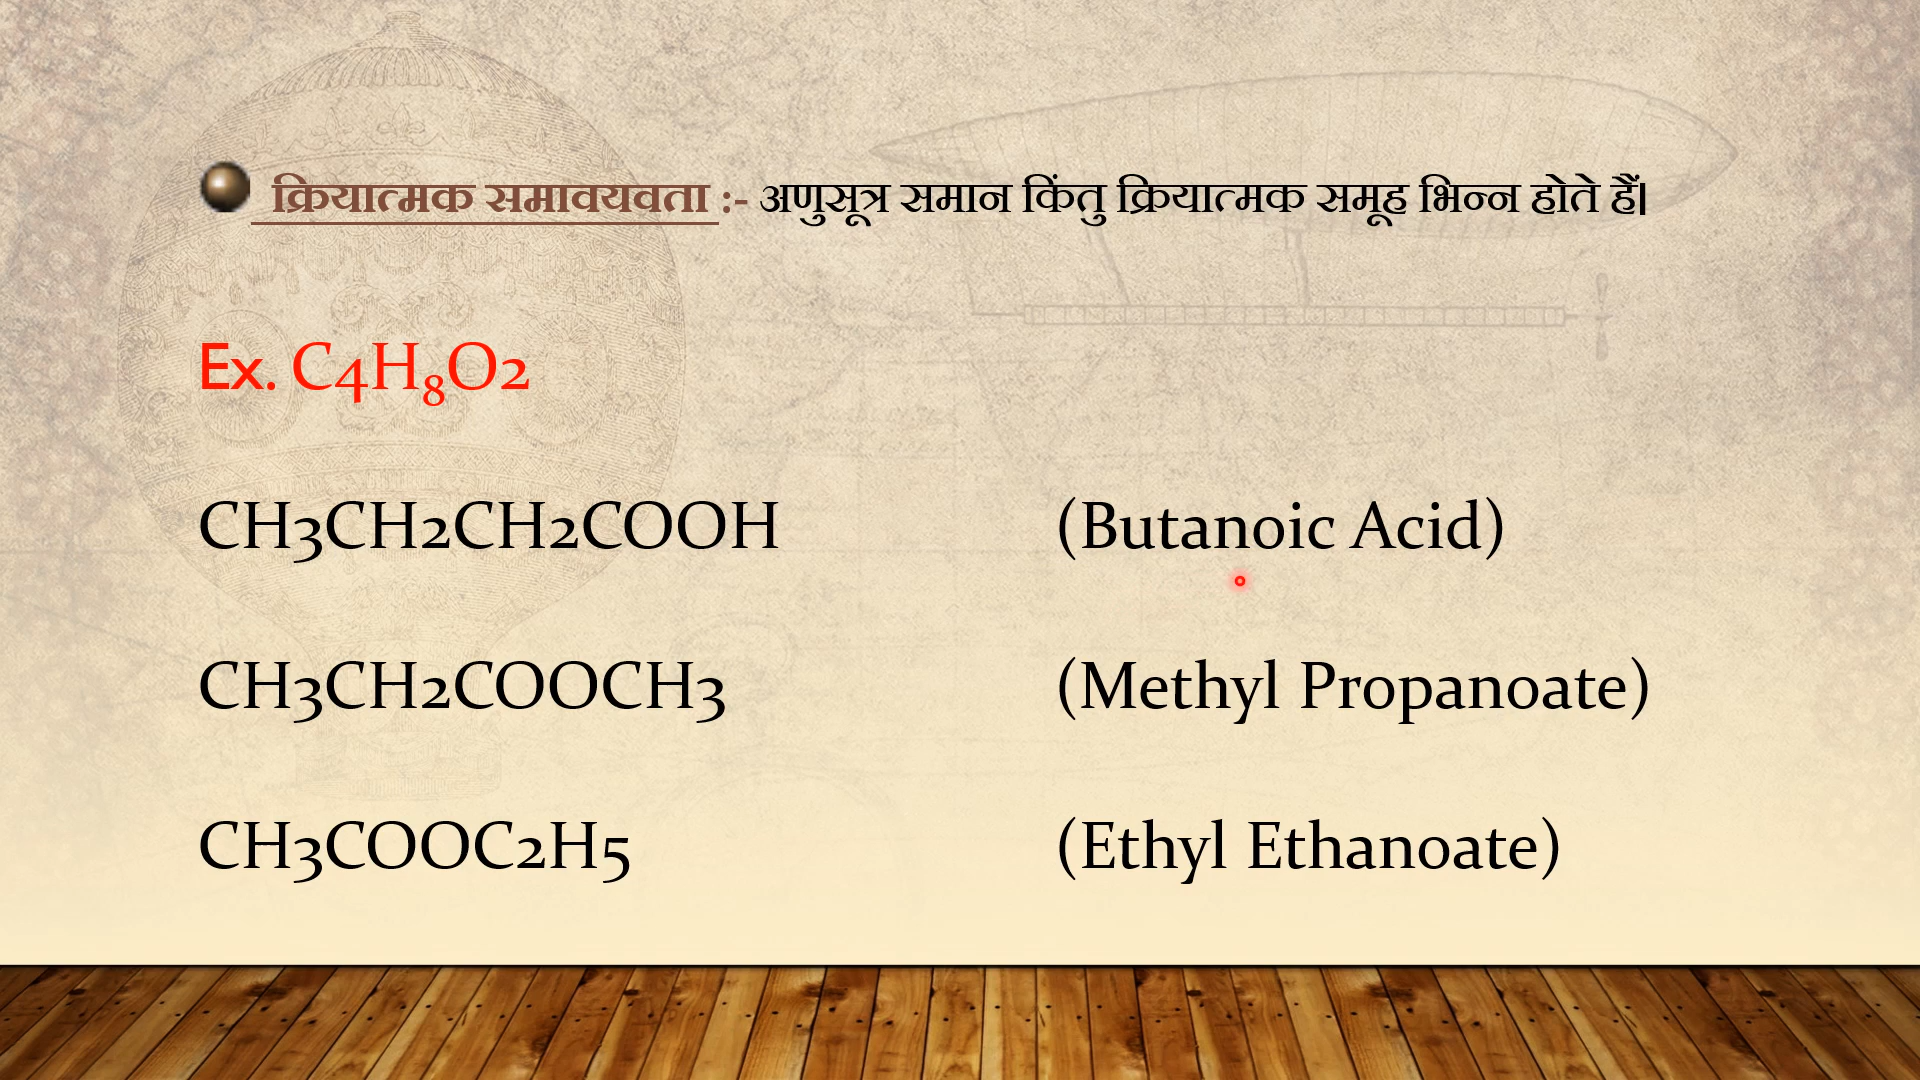 क्रियात्मक समावयवता :- अणुसूत्र समान किंतु क्रियात्मक समूह भिन्न होते हैं।
Ex. C4H₈O2
CH3CH2CH2COOH (Butanoic Acid)
CH3CH2COOCH3 (Methyl Propanoate)
CH3COOC2H5 (Ethyl Ethanoate)